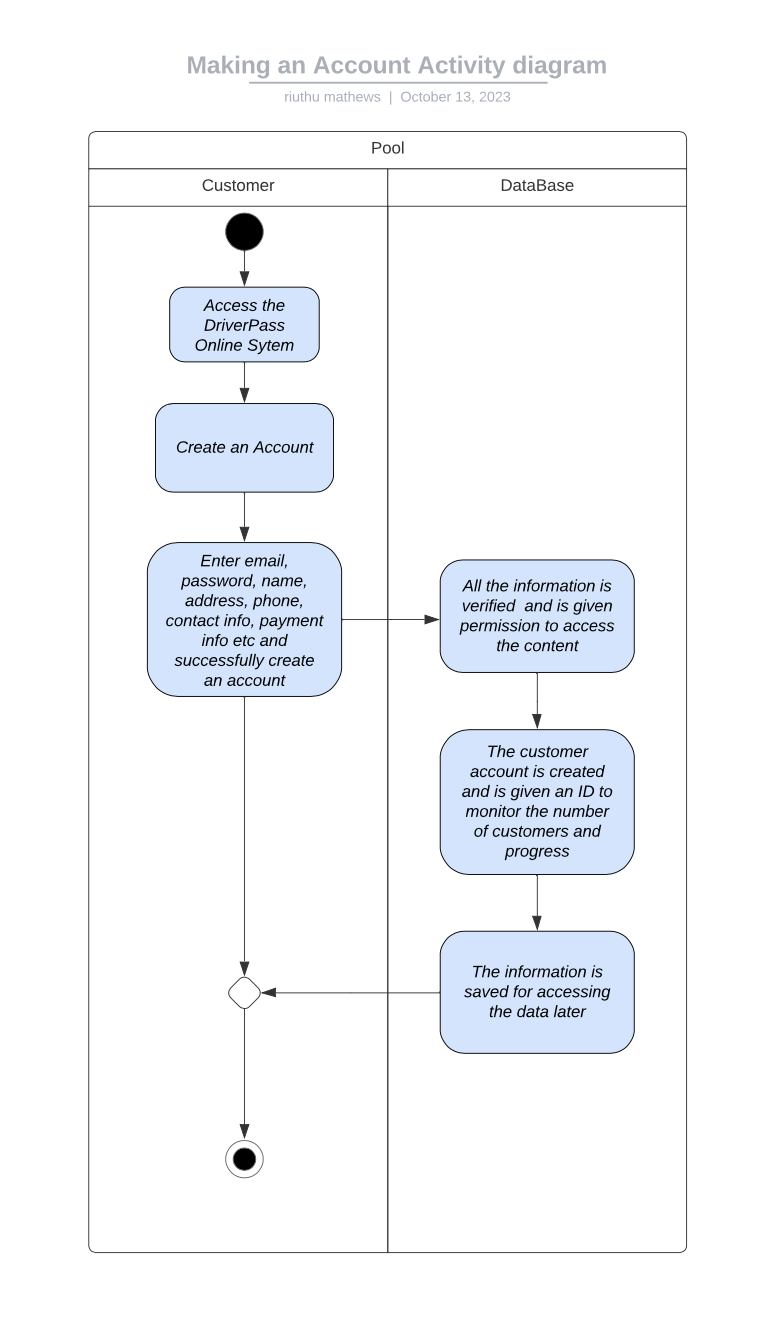 Making an Account Activity diagram
riuthu mathews | October 13, 2023
Pool
Customer
DataBase
Access the
DriverPass
Online Sytem
Create an Account
Enter email,
password, name,
address, phone,
contact info, payment
info etc and
successfully create
an account
All the information is
verified  and is given
permission to access
the content
The customer
account is created
and is given an ID to
monitor the number
of customers and
progress
The information is
saved for accessing
the data later